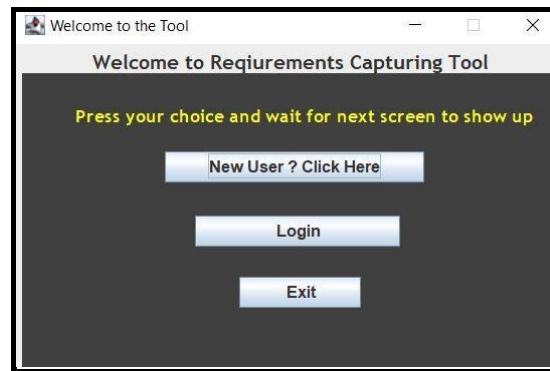 Welcome to the Tool
Welcome to Reqiurements Capturing Tool
Press your choice and wait for next screen to show up
New User ? Click Here
Login
Exit